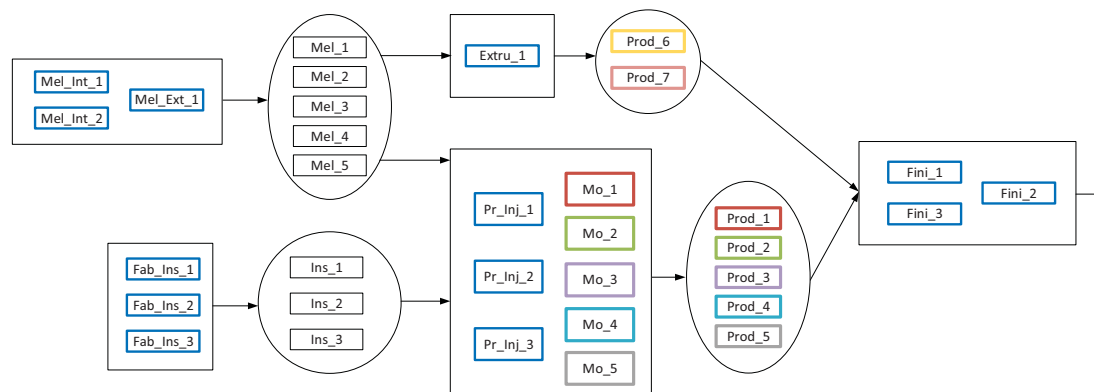 Mel_Int_1
Mel_Int_2
Mel_Ext_1
Mel_1
Mel_2
Mel_3
Mel_4
Mel_5
Extru_1
Prod_6
Prod_7
Fab_Ins_1
Fab_Ins_2
Fab_Ins_3
Ins_1
Ins_2
Ins_3
Pr_Inj_1
Pr_Inj_2
Pr_Inj_3
Mo_1
Mo_2
Mo_3
Mo_4
Mo_5
Prod_1
Prod_2
Prod_3
Prod_4
Prod_5
Fini_1
Fini_3
Fini_2